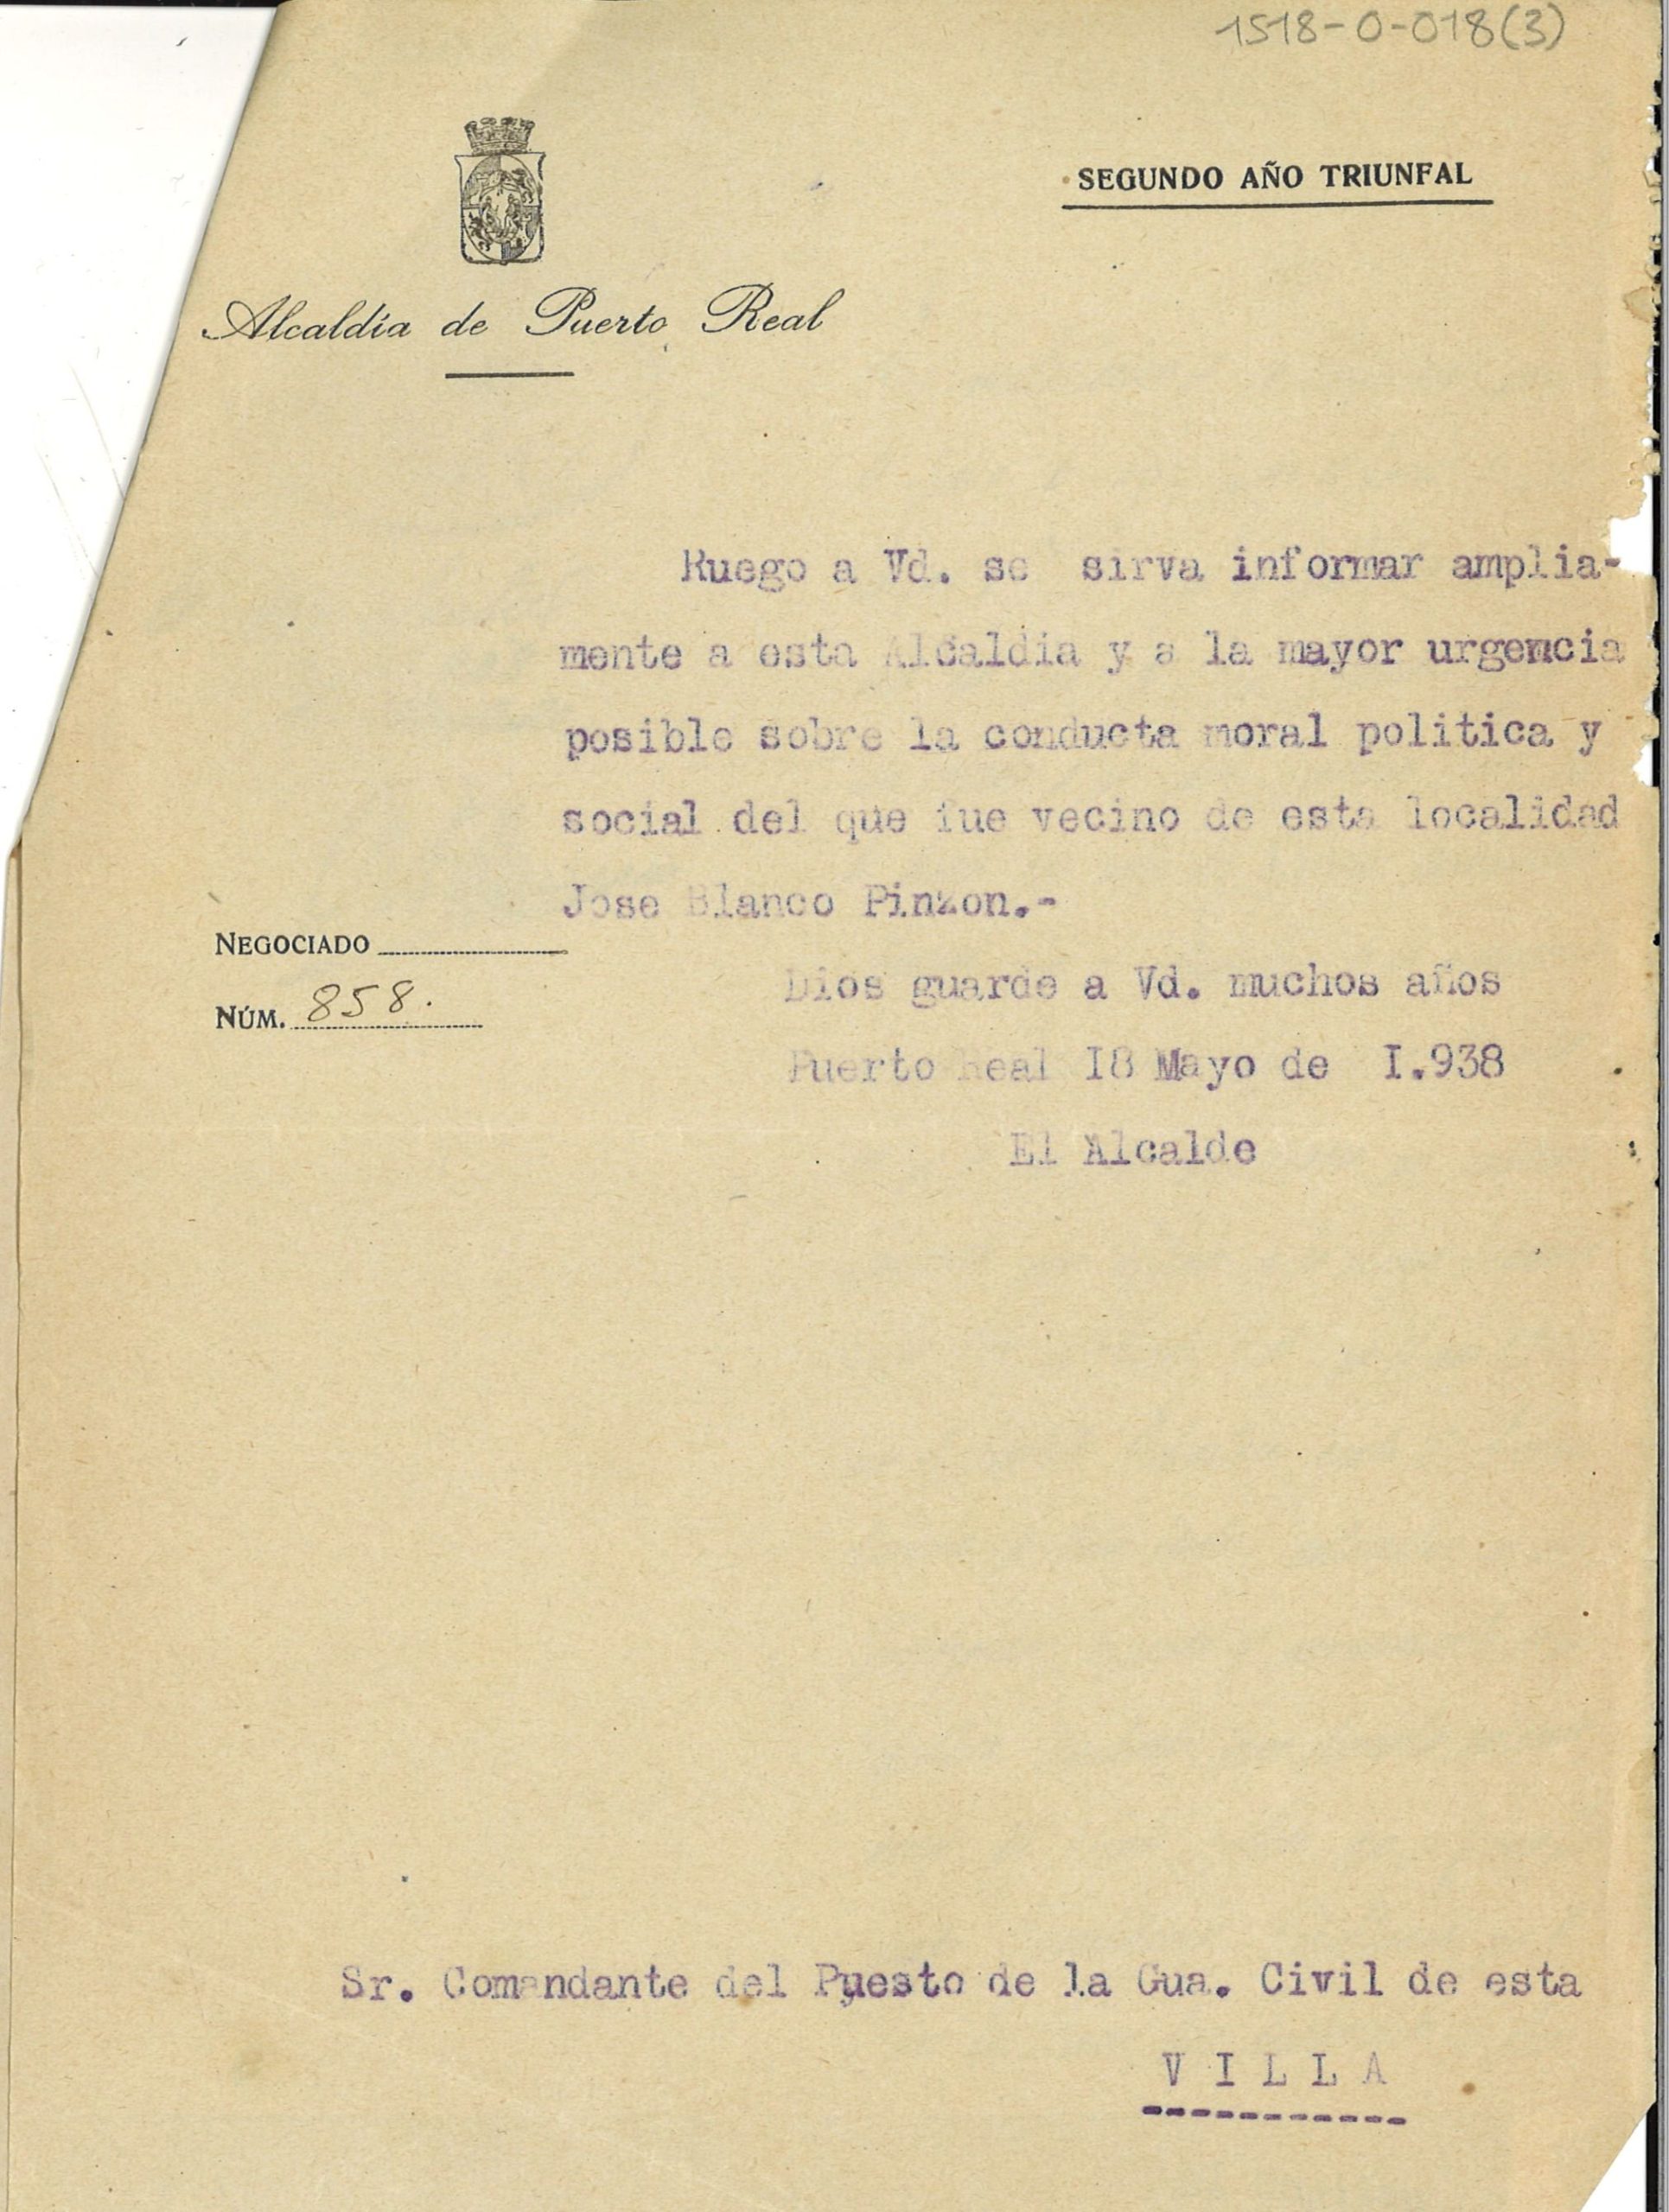 1518-0-018(3)
SEGUNDO AÑO TRIUNFAL
Alcaldía de Puerto Real
Ruego a Vd. se sirva informar amplia-
mente a esta Alcaldia y a la mayor urgencia
posible sobre la conducta moral politica y
social del que fue vecino de esta localidad
Jose Blanco Pinzon.-
NEGOCIADO
NÚM. 858.
Dios guarde a Vd. muchos años
Puerto Real I8 Mayo de I.938
El Alcalde
Sr. Comandante del Puesto de la Gua. Civil de esta
V I L L A